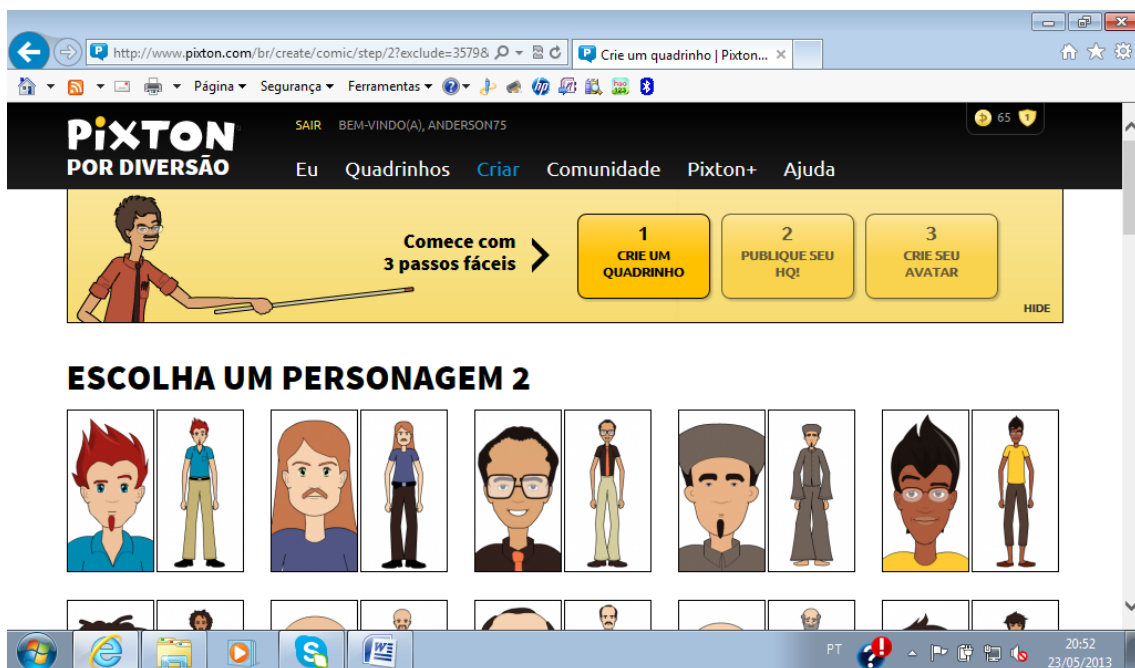 http://www.pixton.com/br/create/comic/step/2?exclude=3579&
Crie um quadrinho | Pixton...
Página Segurança Ferramentas
PiXTON
POR DIVERSÃO
SAIR BEM-VINDO(A), ANDERSON75
65 1
Eu Quadrinhos Criar Comunidade Pixton+ Ajuda
Comece com
3 passos fáceis
1
CRIE UM
QUADRINHO
2
PUBLIQUE SEU
HQ!
3
CRIE SEU
AVATAR
HIDE
ESCOLHA UM PERSONAGEM 2
PT
20:52
23/05/2013